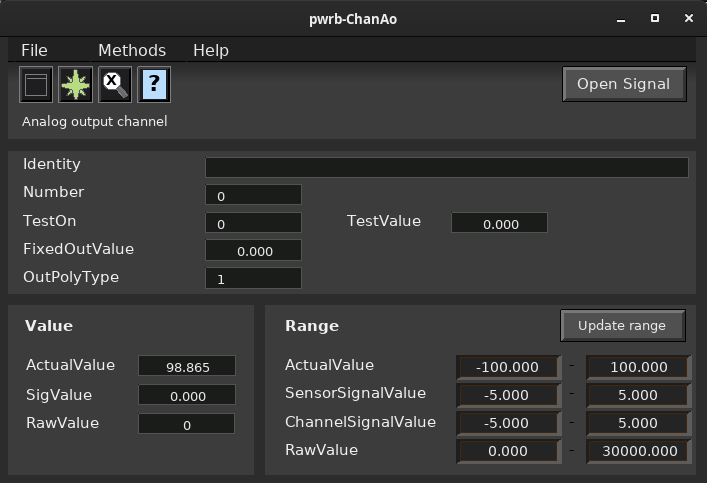 pwrb-ChanAo
File Methods Help
X ? Open Signal
Analog output channel
Identity
Number 0
TestOn 0 TestValue 0.000
FixedOutValue 0.000
OutPolyType 1
Value Range Update range
ActualValue 98.865 ActualValue -100.000 - 100.000
SigValue 0.000 SensorSignalValue -5.000 - 5.000
RawValue 0 ChannelSignalValue -5.000 - 5.000
RawValue 0.000 - 30000.000